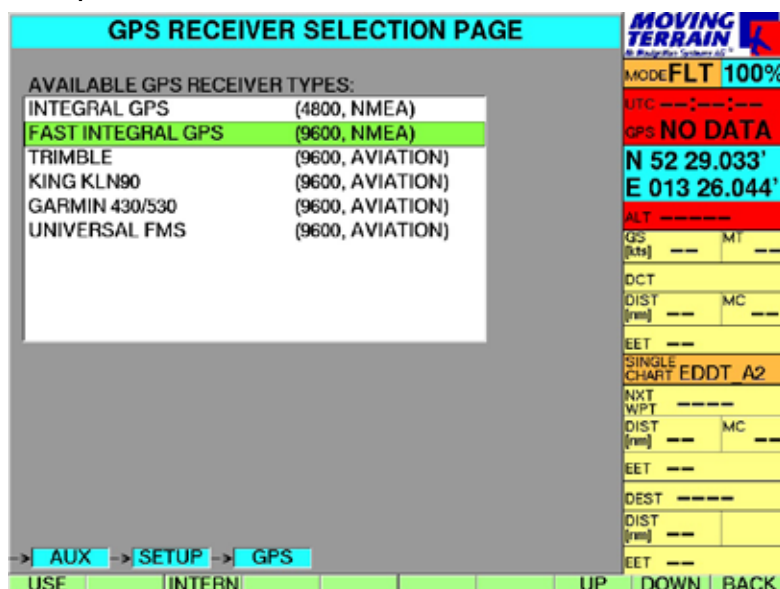 GPS RECEIVER SELECTION PAGE
AVAILABLE GPS RECEIVER TYPES:
INTEGRAL GPS (4800, NMEA)
FAST INTEGRAL GPS (9600, NMEA)
TRIMBLE (9600, AVIATION)
KING KLN90 (9600, AVIATION)
GARMIN 430/530 (9600, AVIATION)
UNIVERSAL FMS (9600, AVIATION)
-> AUX -> SETUP -> GPS
USE INTERN UP DOWN BACK
MOVING
TERRAIN
MODE FLT 100%
UTC --:--:--
GPS NO DATA
N 52 29.033'
E 013 26.044'
ALT -----
GS MT
[kts] -- --
DCT
DIST MC
[nm] -- --
EET --
SINGLE
CHART EDDT_A2
NXT
WPT ----
DIST MC
[nm] -- --
EET --
DEST ----
DIST
[nm] --
EET --